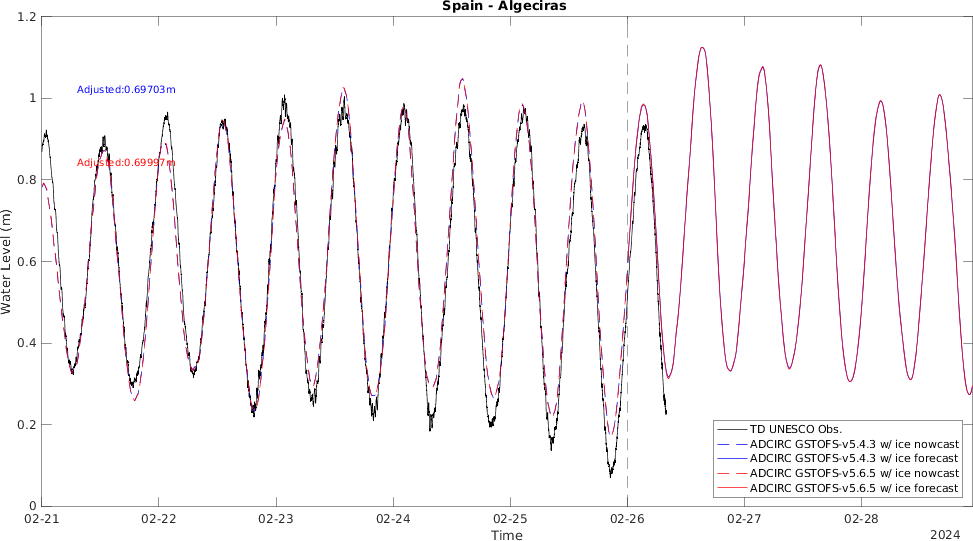 Spain - Algeciras
1.2
1
0.8
0.6
0.4
0.2
0
Water Level (m)
Adjusted:0.69703m
Adjusted:0.69997m
TD UNESCO Obs.
ADCIRC GSTOFS-v5.4.3 w/ ice nowcast
ADCIRC GSTOFS-v5.4.3 w/ ice forecast
ADCIRC GSTOFS-v5.6.5 w/ ice nowcast
ADCIRC GSTOFS-v5.6.5 w/ ice forecast
02-21 02-22 02-23 02-24 02-25 02-26 02-27 02-28
Time
2024